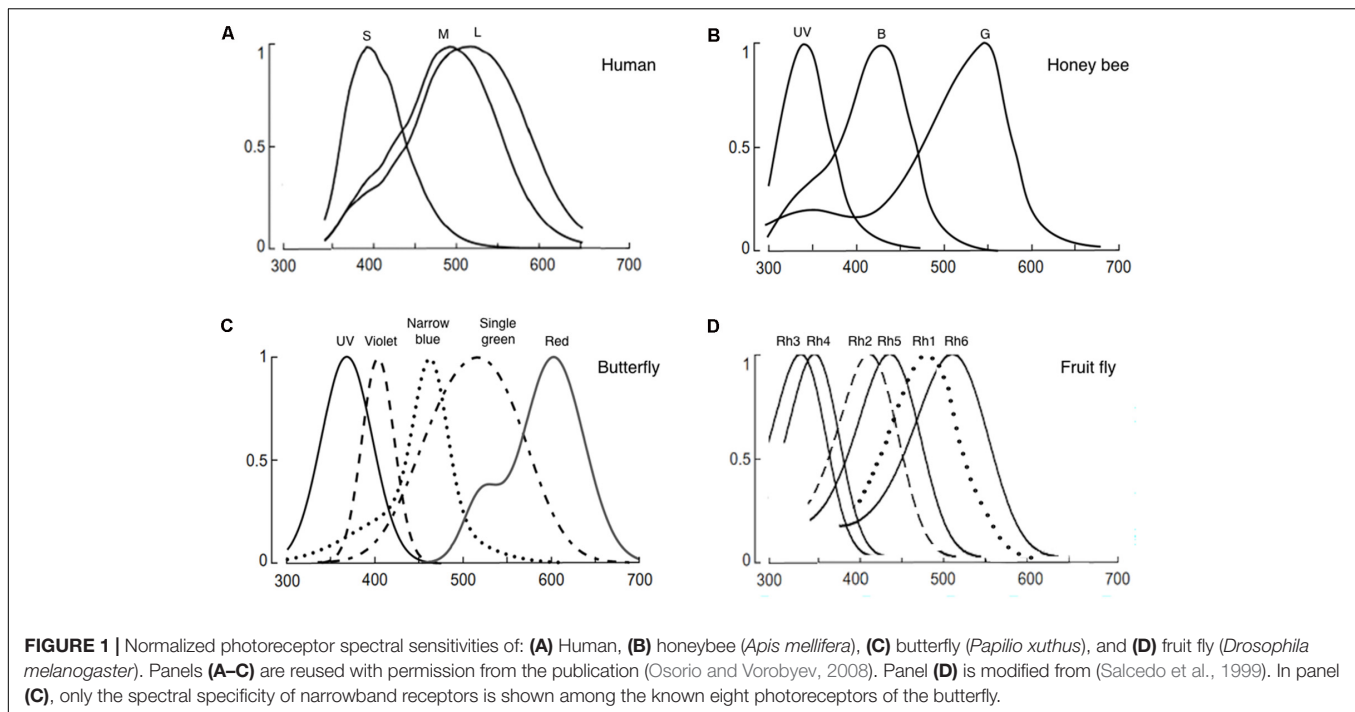 A
S M L
Human
1
0.5
0
300 400 500 600 700
B
UV B G
Honey bee
1
0.5
0
300 400 500 600 700
C
UV Violet Narrow blue Single green Red
Butterfly
1
0.5
0
300 400 500 600 700
D
Rh3 Rh4 Rh2 Rh5 Rh1 Rh6
Fruit fly
1
0.5
0
300 400 500 600 700
FIGURE 1 | Normalized photoreceptor spectral sensitivities of: (A) Human, (B) honeybee (Apis mellifera), (C) butterfly (Papilio xuthus), and (D) fruit fly (Drosophila
melanogaster). Panels (A–C) are reused with permission from the publication (Osorio and Vorobyev, 2008). Panel (D) is modified from (Salcedo et al., 1999). In panel
(C), only the spectral specificity of narrowband receptors is shown among the known eight photoreceptors of the butterfly.